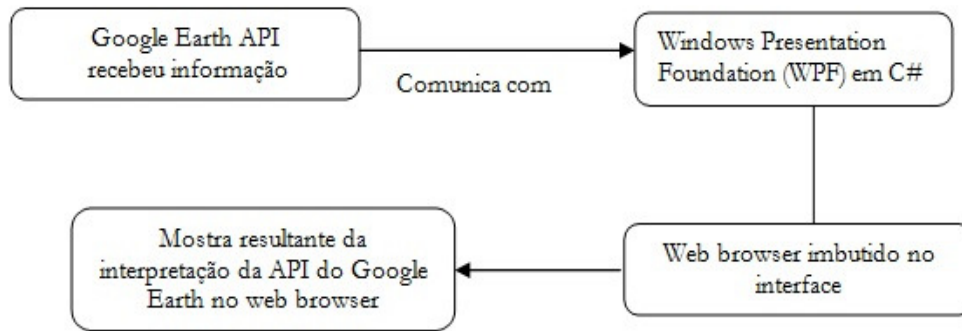 Google Earth API
recebeu informação
Comunica com
Windows Presentation
Foundation (WPF) em C#
Web browser imbutido no
interface
Mostra resultante da
interpretação da API do Google
Earth no web browser